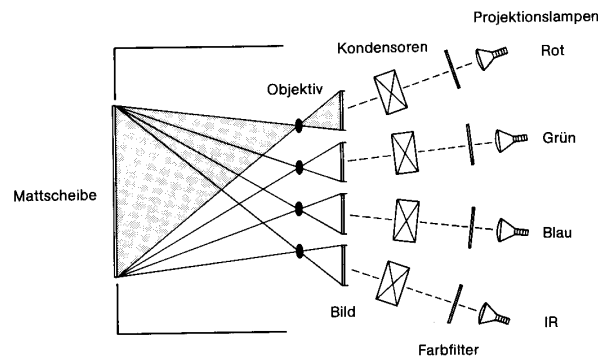 Projektionslampen
Kondensoren
Rot
Objektiv
Grün
Mattscheibe
Blau
Bild
IR
Farbfilter